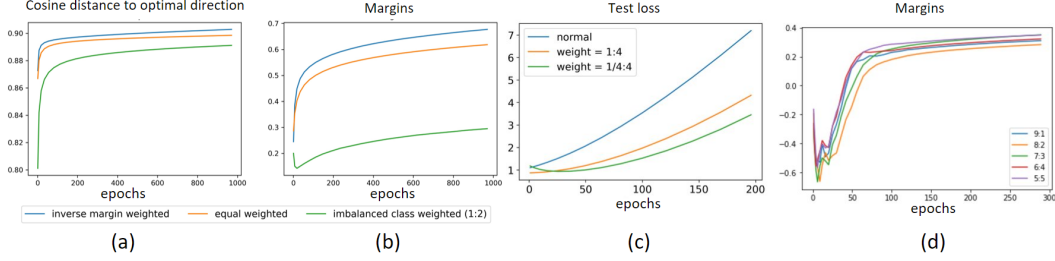 Cosine distance to optimal direction
0.90
0.88
0.86
0.84
0.82
0.80
0 200 400 600 800 1000
epochs
Margins
0.7
0.6
0.5
0.4
0.3
0.2
0 200 400 600 800 1000
epochs
inverse margin weighted equal weighted imbalanced class weighted (1:2)
Test loss
normal
weight = 1:4
weight = 1/4:4
7
6
5
4
3
2
1
0 50 100 150 200
epochs
Margins
0.4
0.2
0.0
−0.2
−0.4
−0.6
9:1
8:2
7:3
6:4
5:5
0 50 100 150 200 250 300
epochs
(a) (b) (c) (d)